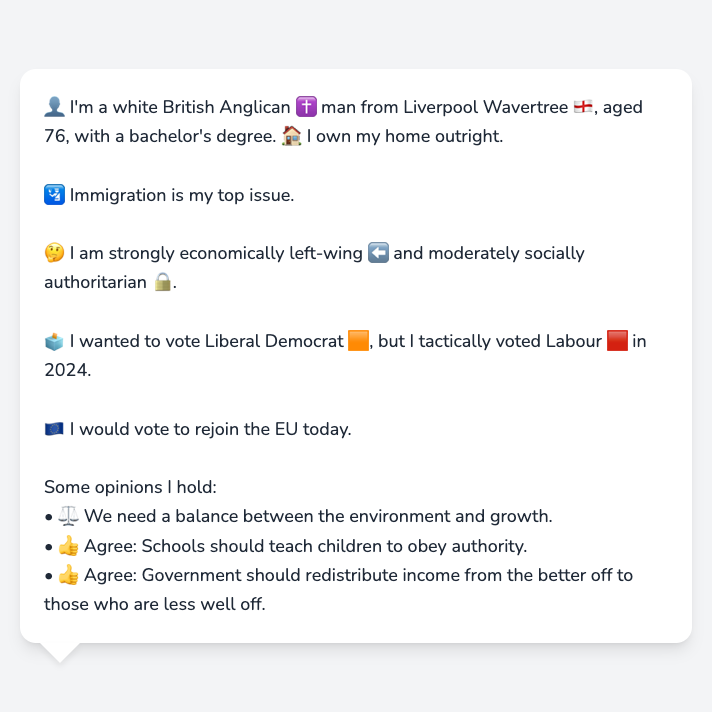 👤 I'm a white British Anglican ✝️ man from Liverpool Wavertree 🏴󠁧󠁢󠁥󠁮󠁧󠁿, aged
76, with a bachelor's degree. 🏠 I own my home outright.
🛂 Immigration is my top issue.
🤔 I am strongly economically left-wing ⬅️ and moderately socially
authoritarian 🔒.
🗳️ I wanted to vote Liberal Democrat 🟧, but I tactically voted Labour 🟥 in
2024.
🇪🇺 I would vote to rejoin the EU today.
Some opinions I hold:
• ⚖️ We need a balance between the environment and growth.
• 👍 Agree: Schools should teach children to obey authority.
• 👍 Agree: Government should redistribute income from the better off to
those who are less well off.